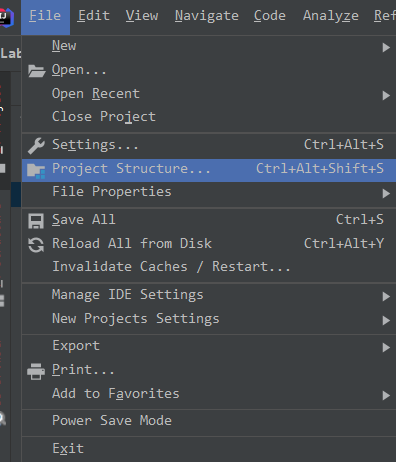 File Edit View Navigate Code Analyze Ref
Lab
New
Open...
Open Recent
Close Project
Settings... Ctrl+Alt+S
Project Structure... Ctrl+Alt+Shift+S
File Properties
Save All Ctrl+S
Reload All from Disk Ctrl+Alt+Y
Invalidate Caches / Restart...
Manage IDE Settings
New Projects Settings
Export
Print...
Add to Favorites
Power Save Mode
Exit